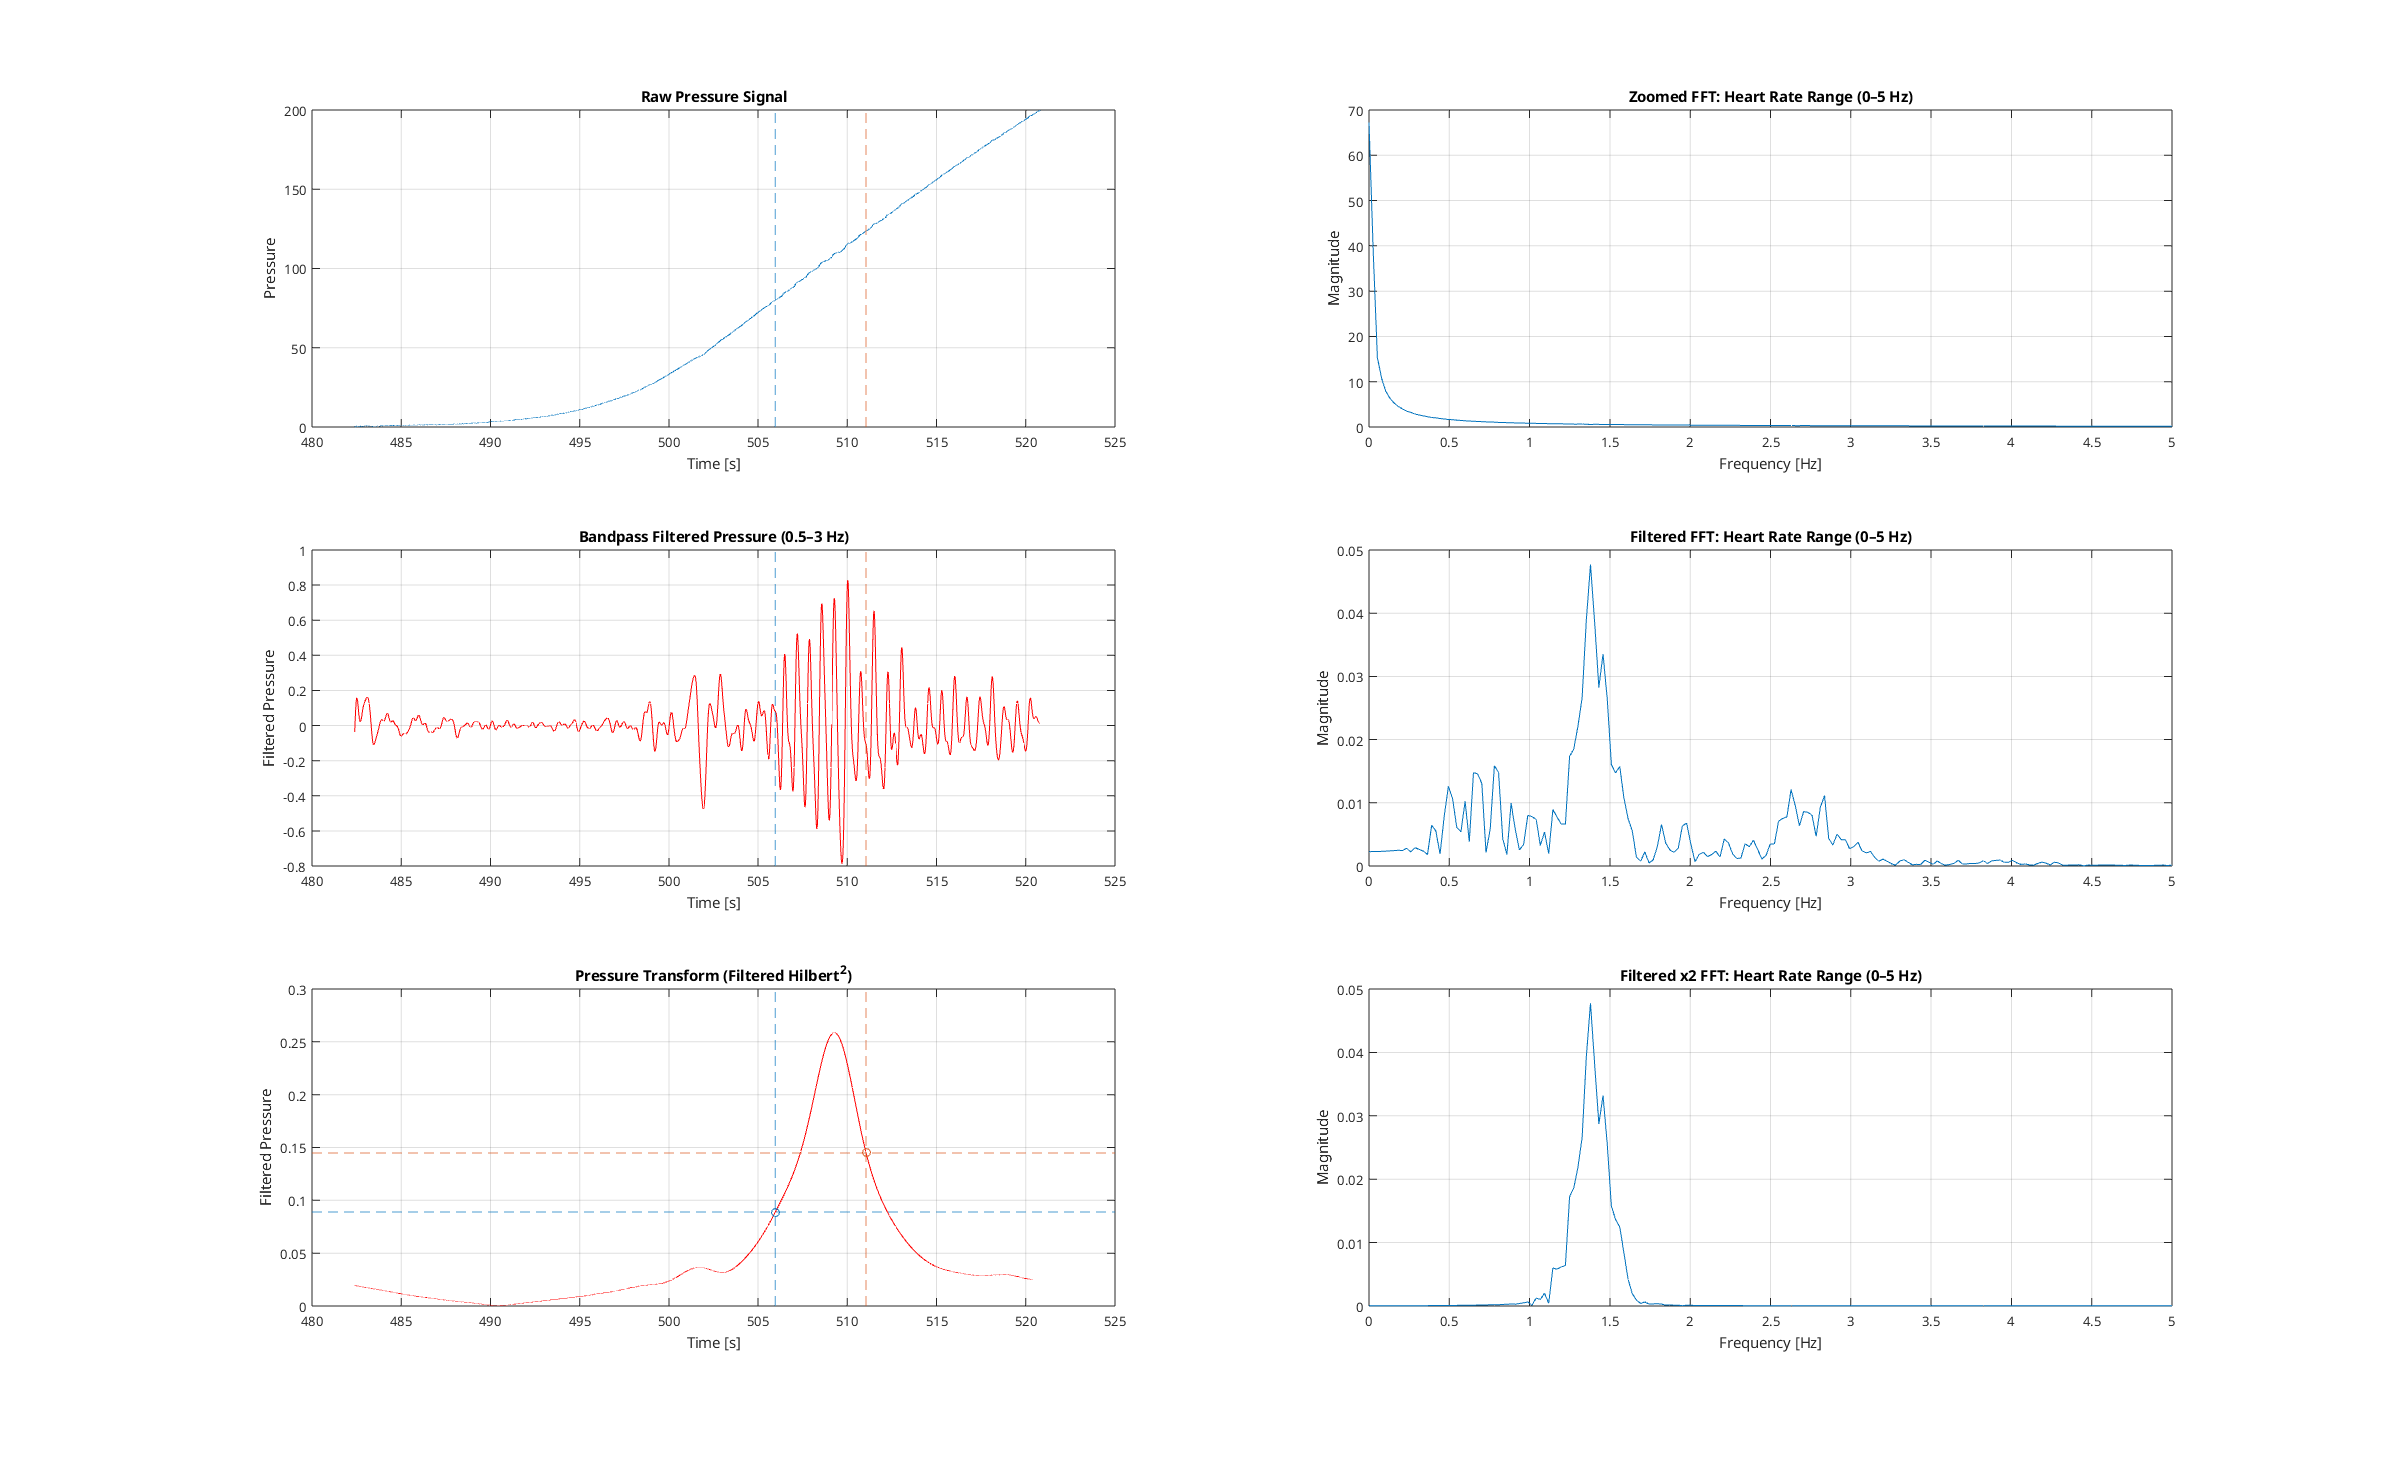 Raw Pressure Signal
200
150
100
50
0
Pressure
480 485 490 495 500 505 510 515 520 525
Time [s]
Zoomed FFT: Heart Rate Range (0–5 Hz)
70
60
50
40
30
20
10
0
Magnitude
0 0.5 1 1.5 2 2.5 3 3.5 4 4.5 5
Frequency [Hz]
Bandpass Filtered Pressure (0.5–3 Hz)
1
0.8
0.6
0.4
0.2
0
-0.2
-0.4
-0.6
-0.8
Filtered Pressure
480 485 490 495 500 505 510 515 520 525
Time [s]
Filtered FFT: Heart Rate Range (0–5 Hz)
0.05
0.04
0.03
0.02
0.01
0
Magnitude
0 0.5 1 1.5 2 2.5 3 3.5 4 4.5 5
Frequency [Hz]
Pressure Transform (Filtered Hilbert²)
0.3
0.25
0.2
0.15
0.1
0.05
0
Filtered Pressure
480 485 490 495 500 505 510 515 520 525
Time [s]
Filtered x2 FFT: Heart Rate Range (0–5 Hz)
0.05
0.04
0.03
0.02
0.01
0
Magnitude
0 0.5 1 1.5 2 2.5 3 3.5 4 4.5 5
Frequency [Hz]